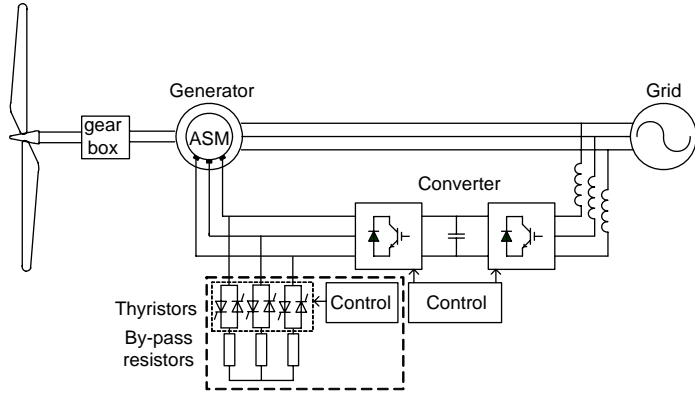 Generator
Grid
gear
box
ASM
Converter
Thyristors
Control
Control
By-pass
resistors